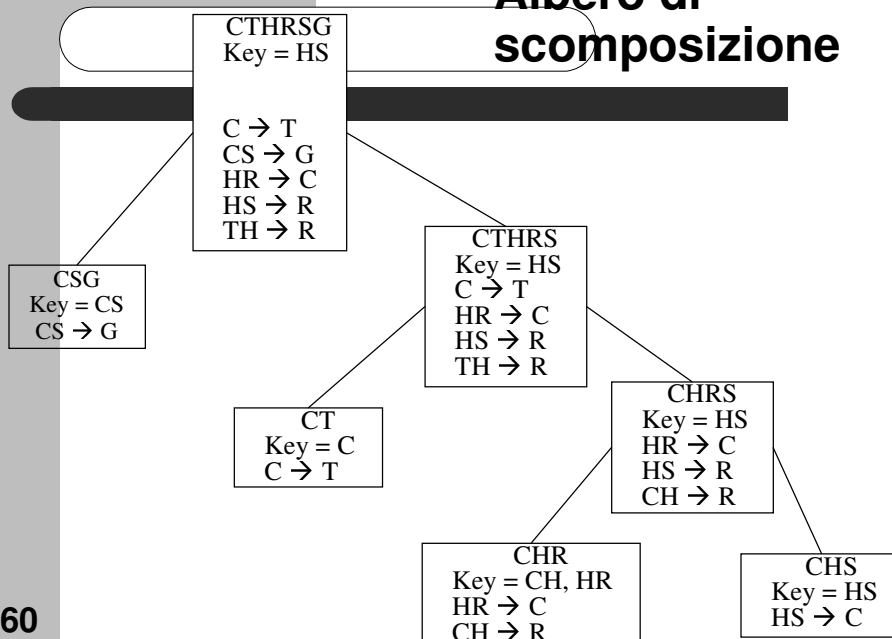 Albero di
scomposizione
CTHRSG
Key = HS
C → T
CS → G
HR → C
HS → R
TH → R
CSG
Key = CS
CS → G
CTHRS
Key = HS
C → T
HR → C
HS → R
TH → R
CT
Key = C
C → T
CHRS
Key = HS
HR → C
HS → R
CH → R
CHR
Key = CH, HR
HR → C
CH → R
CHS
Key = HS
HS → C
60